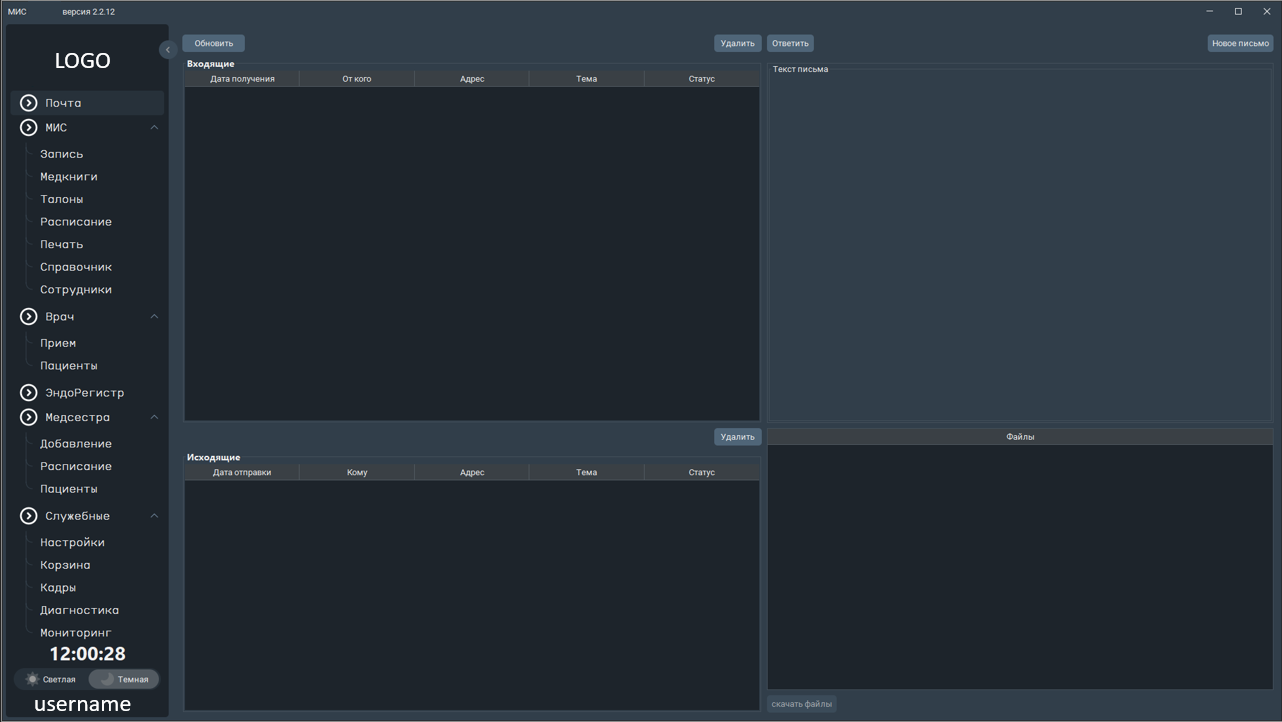 МИС версия 2.2.12
LOGO
Почта
МИС
Запись
Медкниги
Талоны
Расписание
Печать
Справочник
Сотрудники
Врач
Прием
Пациенты
ЭндоРегистр
Медсестра
Добавление
Расписание
Пациенты
Служебные
Настройки
Корзина
Кадры
Диагностика
Мониторинг
12:00:28
Светлая Темная
username
Обновить Удалить
Входящие
Дата получения От кого Адрес Тема Статус
Удалить
Исходящие
Дата отправки Кому Адрес Тема Статус
Ответить Новое письмо
Текст письма
Файлы
скачать файлы